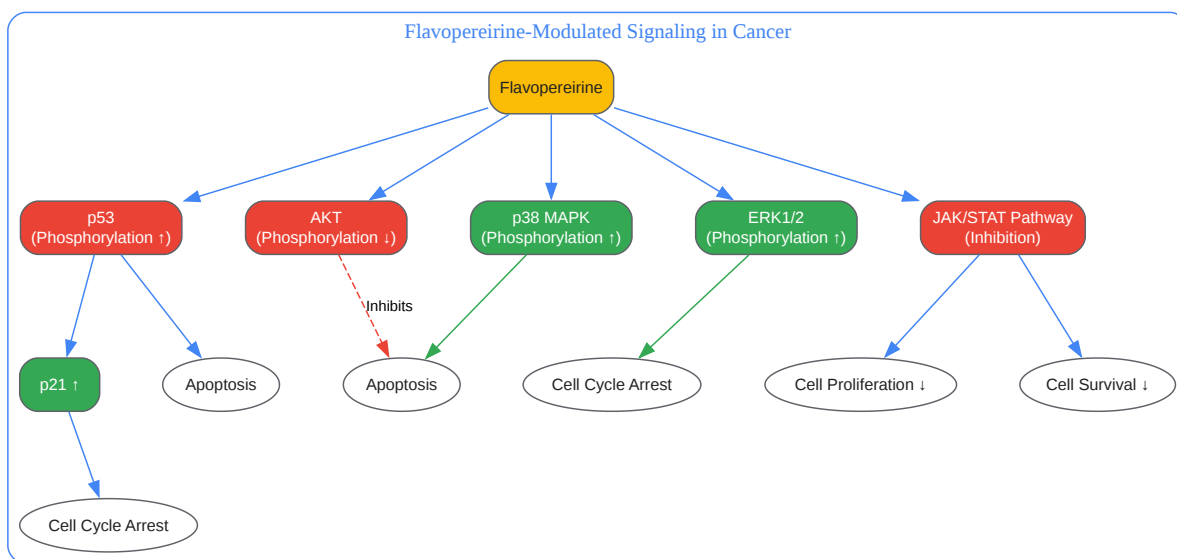 Flavopereirine-Modulated Signaling in Cancer
Flavopereirine
p53
(Phosphorylation ↑)
AKT
(Phosphorylation ↓)
p38 MAPK
(Phosphorylation ↑)
ERK1/2
(Phosphorylation ↑)
JAK/STAT Pathway
(Inhibition)
Inhibits
p21 ↑
Apoptosis
Apoptosis
Cell Cycle Arrest
Cell Proliferation ↓
Cell Survival ↓
Cell Cycle Arrest